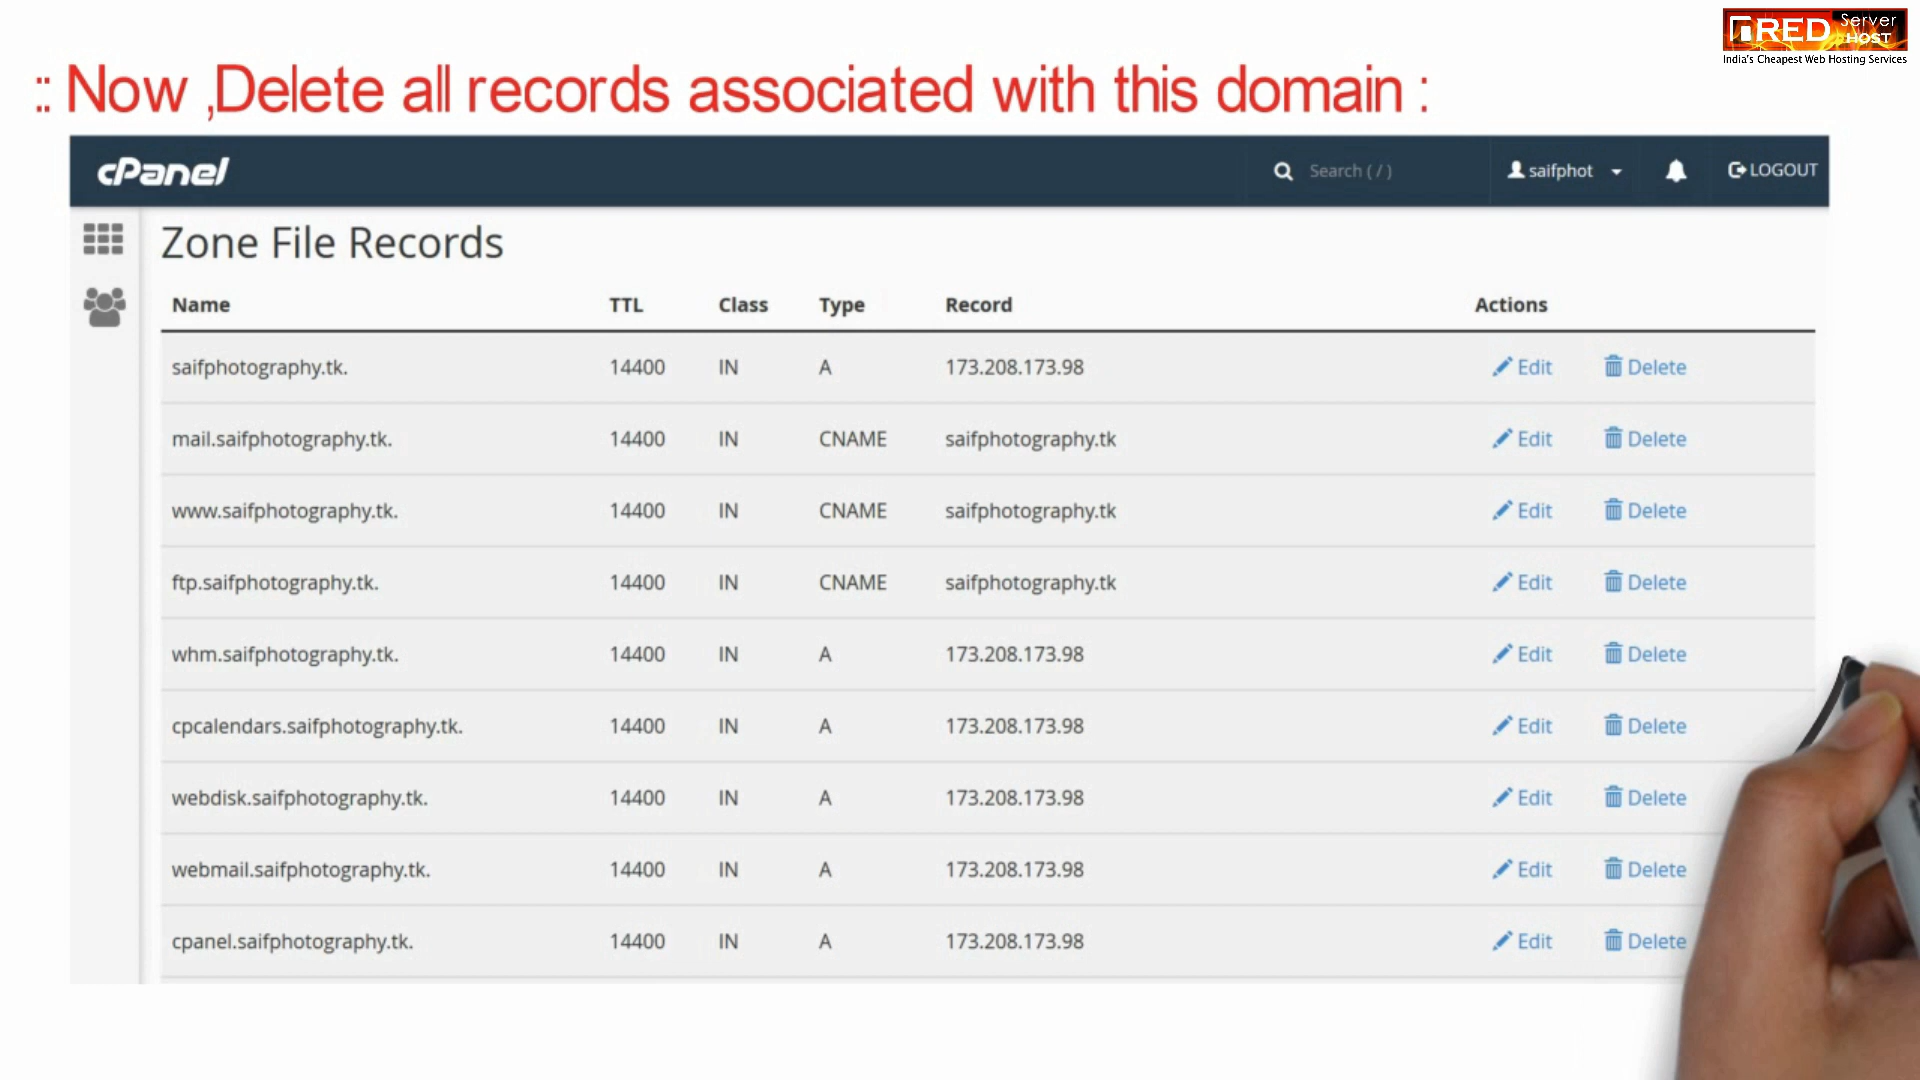 RED Server HOST
India's Cheapest Web Hosting Services
:: Now ,Delete all records associated with this domain :
cPanel Search ( / ) saifphot LOGOUT
Zone File Records
Name TTL Class Type Record Actions
saifphotography.tk. 14400 IN A 173.208.173.98 Edit Delete
mail.saifphotography.tk. 14400 IN CNAME saifphotography.tk Edit Delete
www.saifphotography.tk. 14400 IN CNAME saifphotography.tk Edit Delete
ftp.saifphotography.tk. 14400 IN CNAME saifphotography.tk Edit Delete
whm.saifphotography.tk. 14400 IN A 173.208.173.98 Edit Delete
cpcalendars.saifphotography.tk. 14400 IN A 173.208.173.98 Edit Delete
webdisk.saifphotography.tk. 14400 IN A 173.208.173.98 Edit Delete
webmail.saifphotography.tk. 14400 IN A 173.208.173.98 Edit Delete
cpanel.saifphotography.tk. 14400 IN A 173.208.173.98 Edit Delete